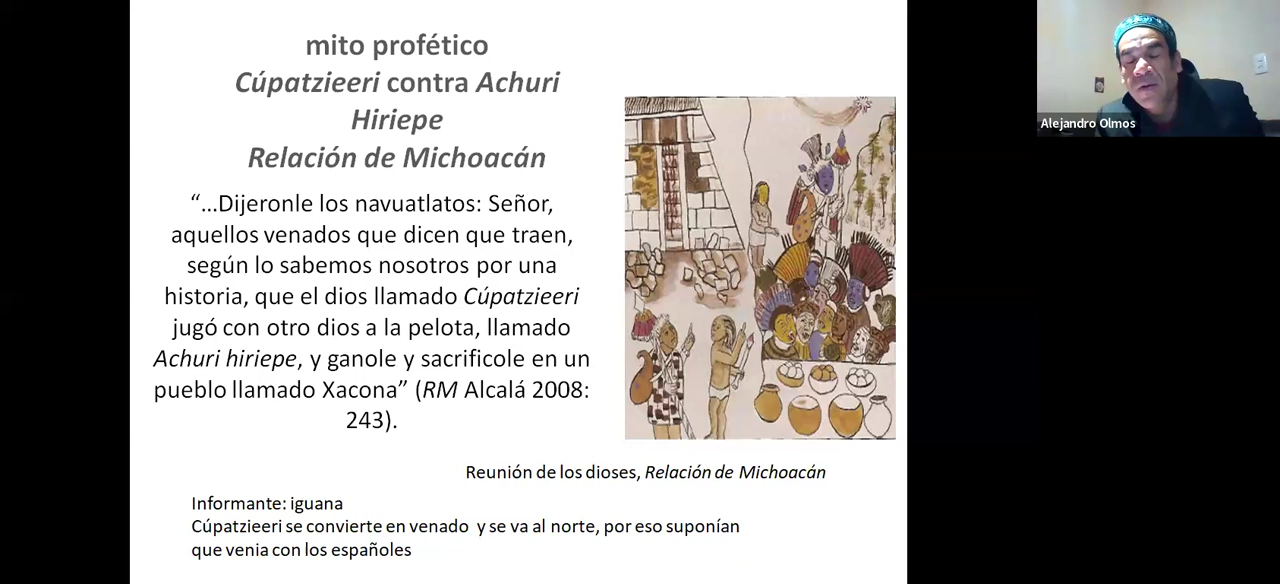 mito profético
Cúpatzieeri contra Achuri
Hiriepe
Relación de Michoacán
“…Dijeronle los navuatlatos: Señor,
aquellos venados que dicen que traen,
según lo sabemos nosotros por una
historia, que el dios llamado Cúpatzieeri
jugó con otro dios a la pelota, llamado
Achuri hiriepe, y ganole y sacrificole en un
pueblo llamado Xacona” (RM Alcalá 2008:
243).
Reunión de los dioses, Relación de Michoacán
Informante: iguana
Cúpatzieeri se convierte en venado y se va al norte, por eso suponían
que venia con los españoles
Alejandro Olmos